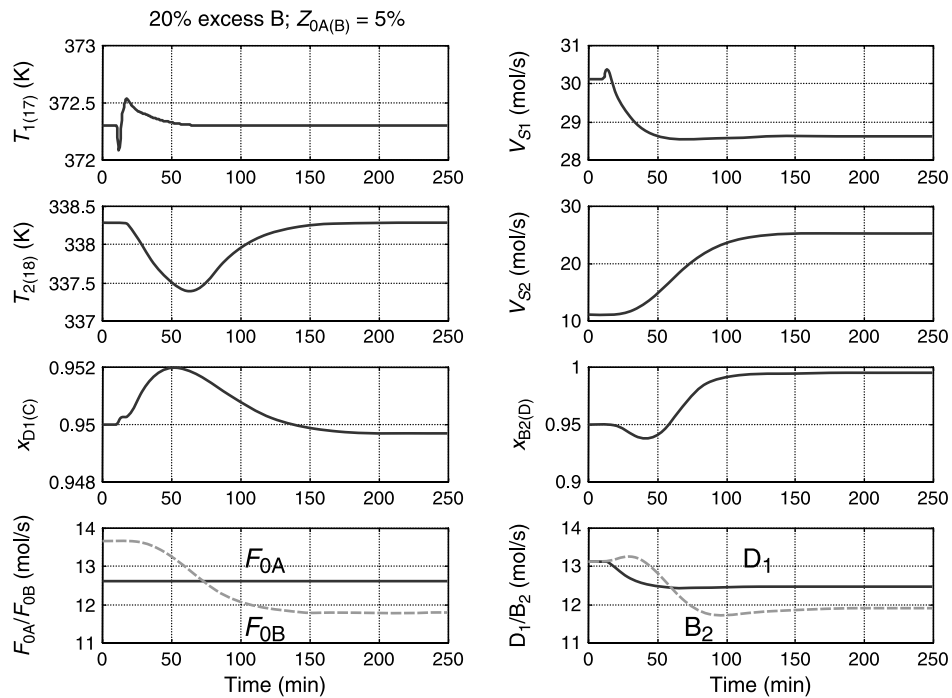 20% excess B; Z0A(B) = 5%
T1(17) (K)
373
372.5
372
0 50 100 150 200 250
VS1 (mol/s)
31
30
29
28
0 50 100 150 200 250
T2(18) (K)
338.5
338
337.5
337
0 50 100 150 200 250
VS2 (mol/s)
30
20
10
0 50 100 150 200 250
xD1(C)
0.952
0.95
0.948
0 50 100 150 200 250
xB2(D)
1
0.95
0.9
0 50 100 150 200 250
F0A/F0B (mol/s)
14
13
12
11
F0A
F0B
0 50 100 150 200 250
Time (min)
D1/B2 (mol/s)
14
13
12
11
D1
B2
0 50 100 150 200 250
Time (min)